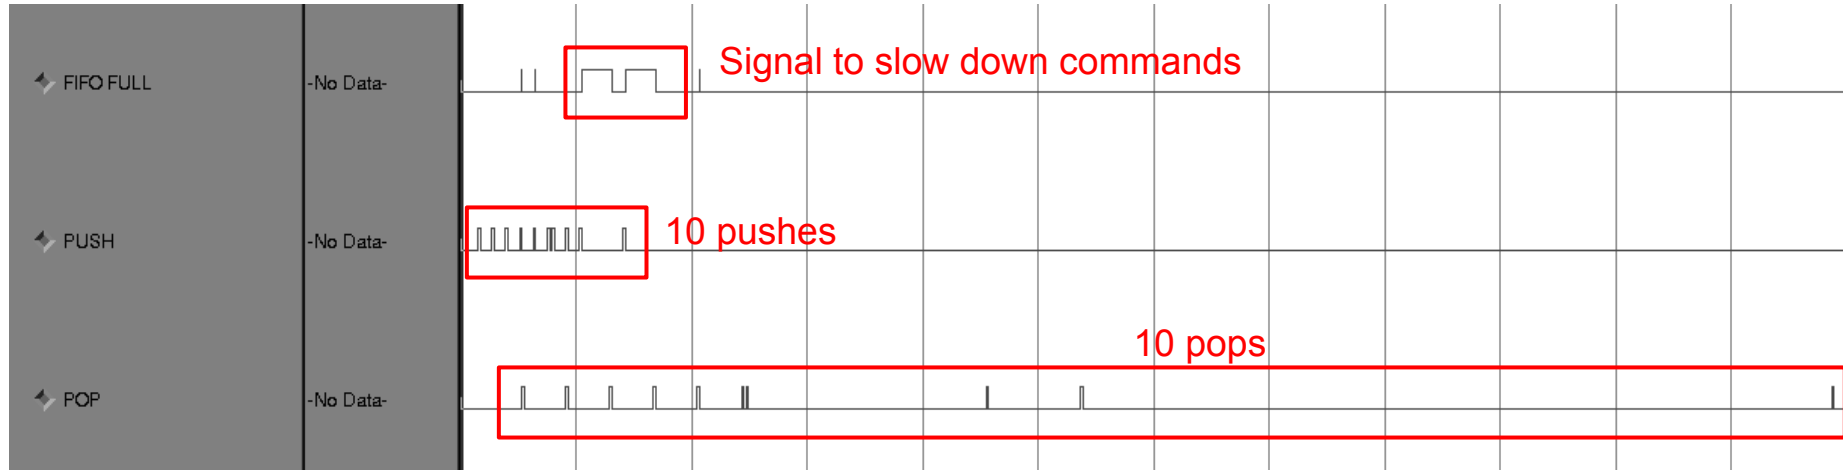 Signal to slow down commands
FIFO FULL
-No Data-
PUSH
-No Data-
10 pushes
10 pops
POP
-No Data-